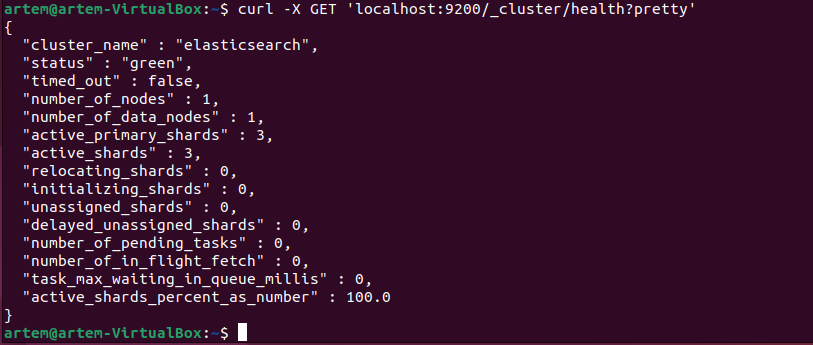 artem@artem-VirtualBox:~$ curl -X GET 'localhost:9200/_cluster/health?pretty'
{
  "cluster_name" : "elasticsearch",
  "status" : "green",
  "timed_out" : false,
  "number_of_nodes" : 1,
  "number_of_data_nodes" : 1,
  "active_primary_shards" : 3,
  "active_shards" : 3,
  "relocating_shards" : 0,
  "initializing_shards" : 0,
  "unassigned_shards" : 0,
  "delayed_unassigned_shards" : 0,
  "number_of_pending_tasks" : 0,
  "number_of_in_flight_fetch" : 0,
  "task_max_waiting_in_queue_millis" : 0,
  "active_shards_percent_as_number" : 100.0
}
artem@artem-VirtualBox:~$